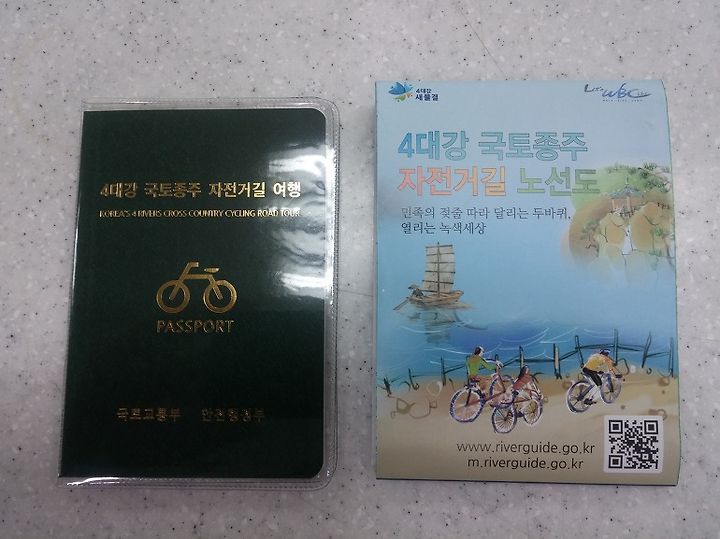 4대강 국토종주 자전거길 여행
KOREA'S 4 RIVERS CROSS COUNTRY CYCLING ROAD TOUR
PASSPORT
국토교통부 안전행정부
4대강
새물결
4대강 국토종주
자전거길 노선도
민족의 젖줄 따라 달리는 두바퀴,
열리는 녹색세상
www.riverguide.go.kr
m.riverguide.go.kr